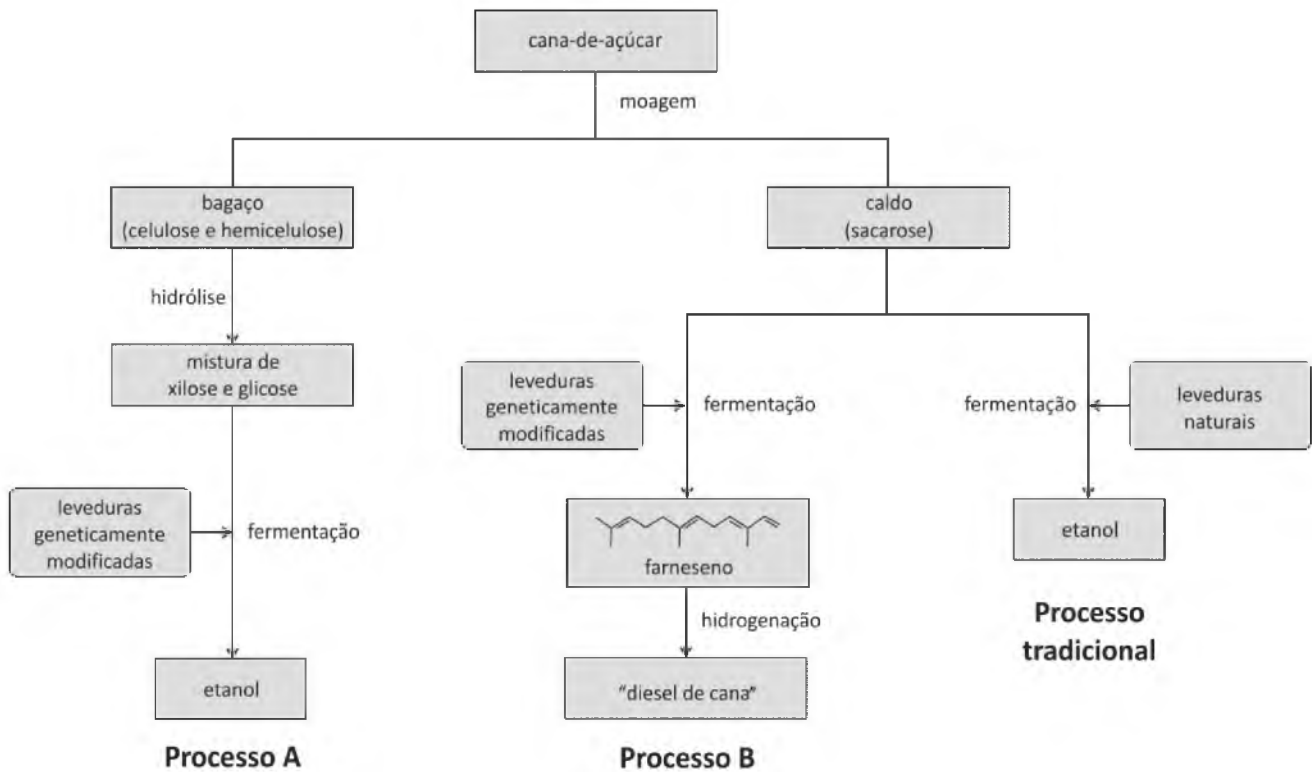 cana-de-açúcar
moagem
bagaço
(celulose e hemicelulose)
caldo
(sacarose)
hidrólise
mistura de
xilose e glicose
leveduras
geneticamente
modificadas
fermentação
fermentação
leveduras
naturais
leveduras
geneticamente
modificadas
fermentação
farneseno
etanol
hidrogenação
Processo
tradicional
etanol
"diesel de cana"
Processo A
Processo B